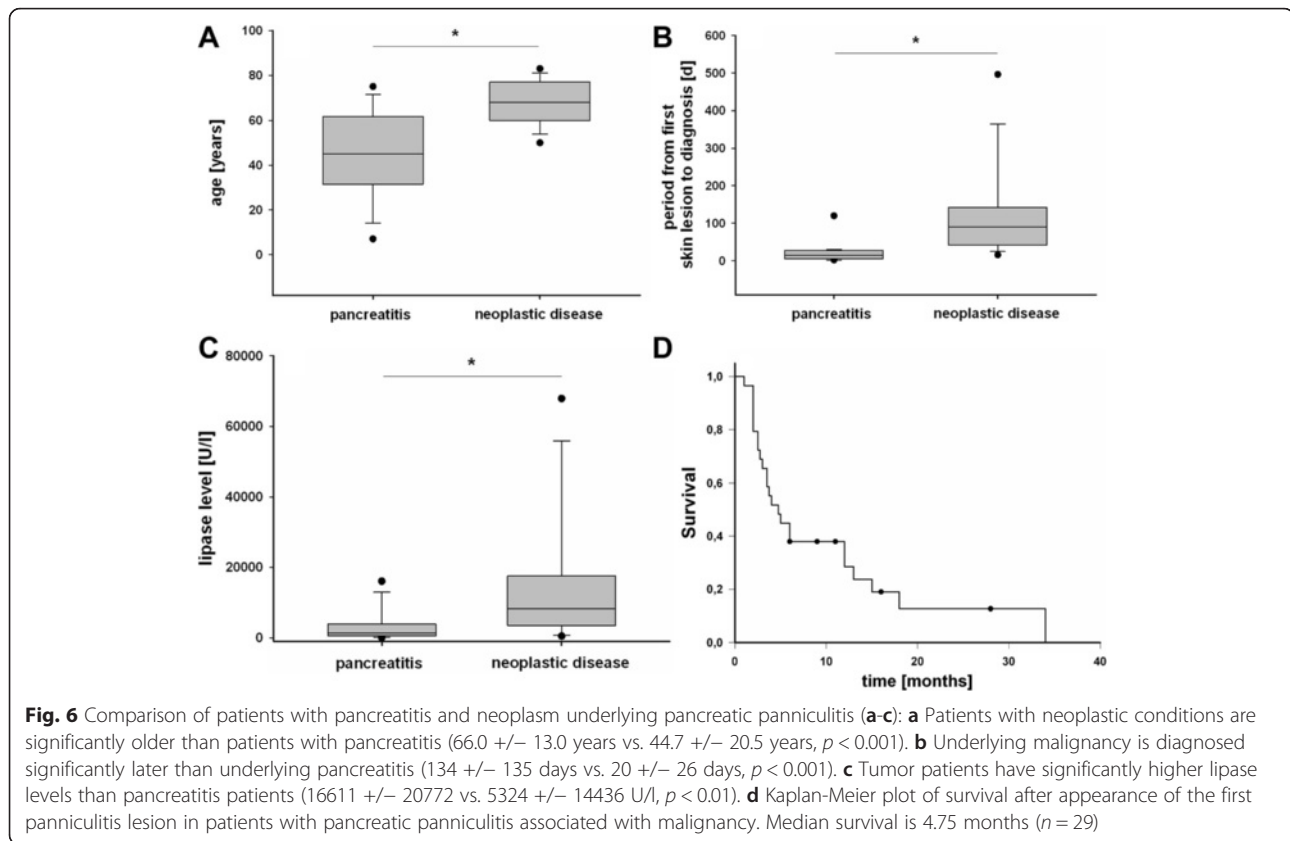 A
*
100
80
60
40
20
0
age [years]
pancreatitis
neoplastic disease
B
*
600
500
400
300
200
100
0
period from first
skin lesion to diagnosis [d]
pancreatitis
neoplastic disease
C
*
80000
60000
40000
20000
0
lipase level [U/l]
pancreatitis
neoplastic disease
D
1,0
0,8
0,6
0,4
0,2
0,0
Survival
0 10 20 30 40
time [months]
Fig. 6 Comparison of patients with pancreatitis and neoplasm underlying pancreatic panniculitis (a-c): a Patients with neoplastic conditions are
significantly older than patients with pancreatitis (66.0 +/− 13.0 years vs. 44.7 +/− 20.5 years, p < 0.001). b Underlying malignancy is diagnosed
significantly later than underlying pancreatitis (134 +/− 135 days vs. 20 +/− 26 days, p < 0.001). c Tumor patients have significantly higher lipase
levels than pancreatitis patients (16611 +/− 20772 vs. 5324 +/− 14436 U/l, p < 0.01). d Kaplan-Meier plot of survival after appearance of the first
panniculitis lesion in patients with pancreatic panniculitis associated with malignancy. Median survival is 4.75 months (n = 29)